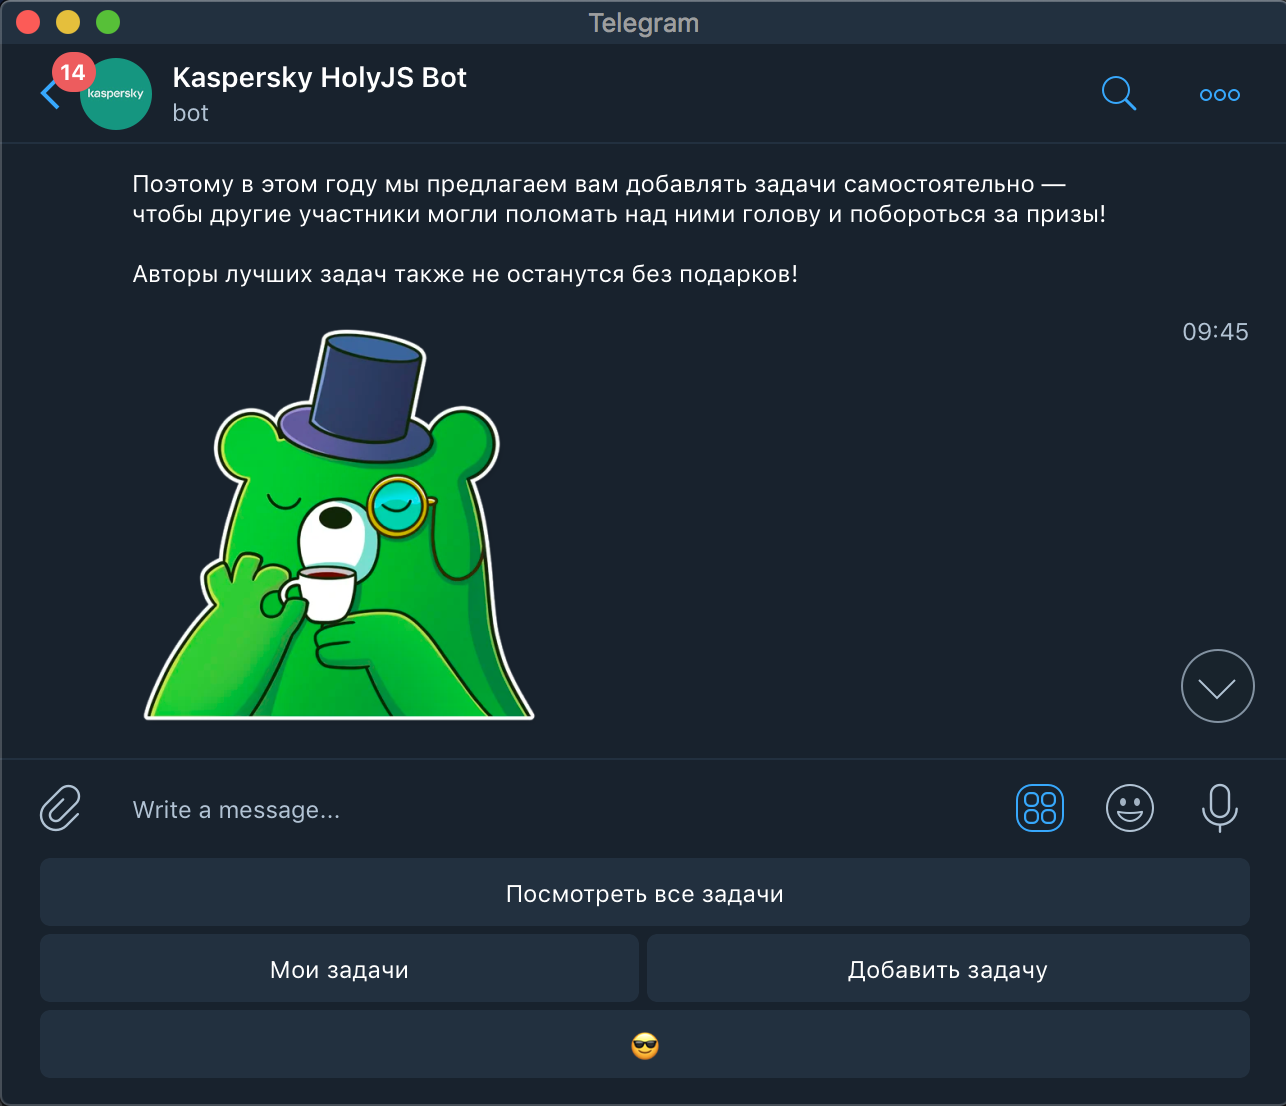 Telegram
14
kaspersky
Kaspersky HolyJS Bot
bot
Поэтому в этом году мы предлагаем вам добавлять задачи самостоятельно —
чтобы другие участники могли поломать над ними голову и побороться за призы!
Авторы лучших задач также не останутся без подарков!
09:45
Write a message...
Посмотреть все задачи
Мои задачи
Добавить задачу